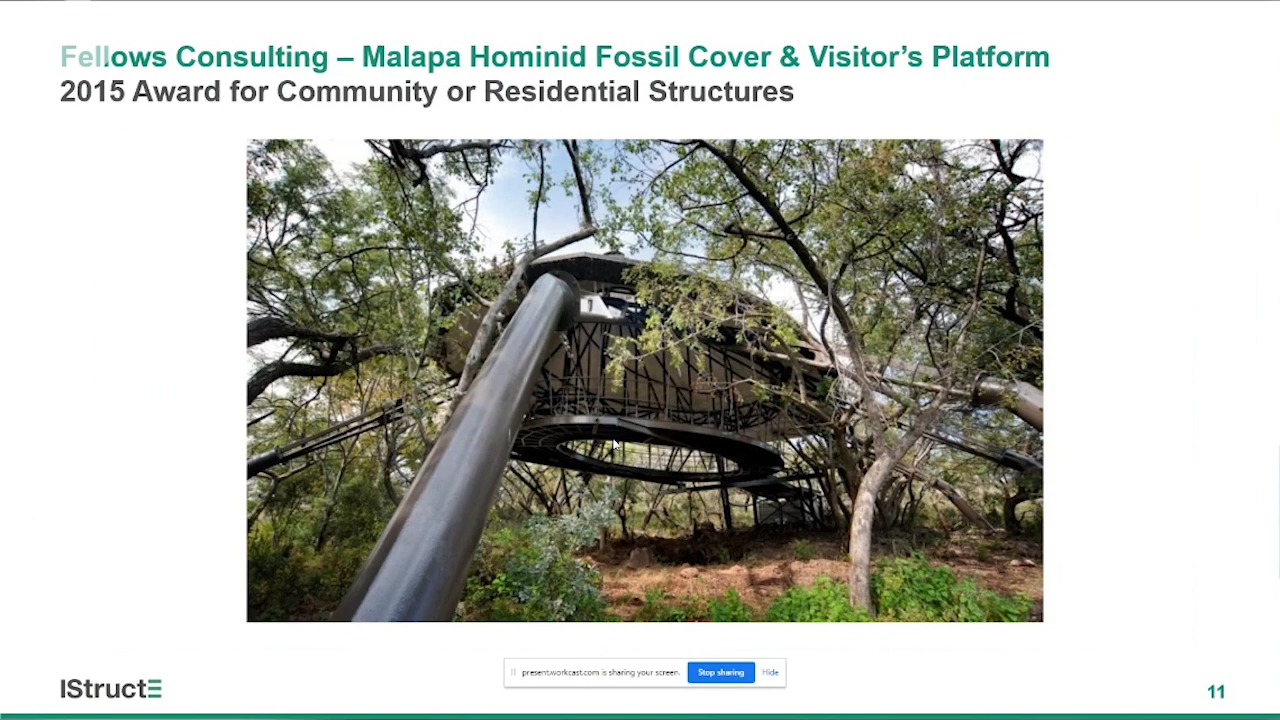 Fellows Consulting – Malapa Hominid Fossil Cover & Visitor’s Platform
2015 Award for Community or Residential Structures
present.workcast.com is sharing your screen.
Stop sharing
Hide
IStructE
11